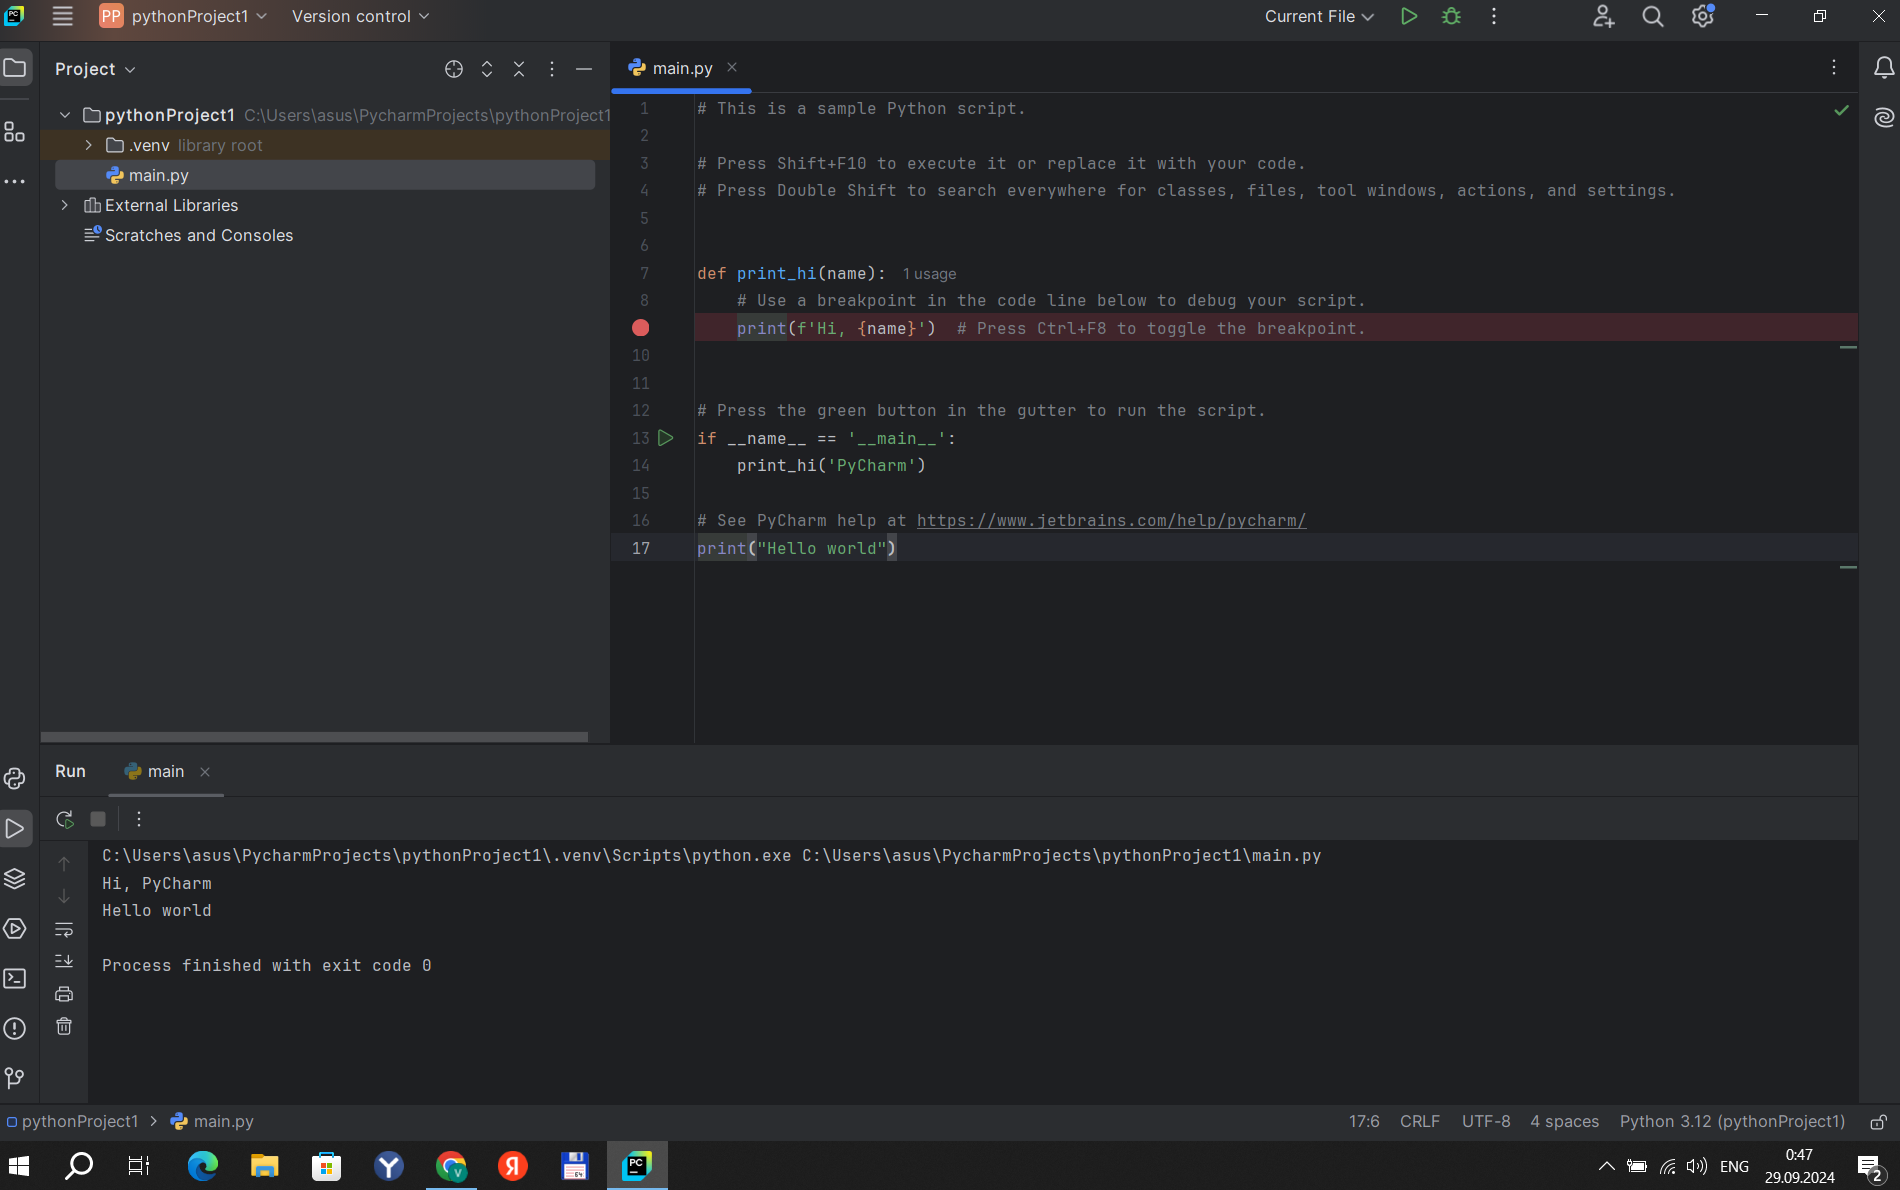 PC
PP pythonProject1 Version control
Current File
Project
main.py
pythonProject1 C:\Users\asus\PycharmProjects\pythonProject1
.venv library root
main.py
External Libraries
Scratches and Consoles
1 # This is a sample Python script.
2
3 # Press Shift+F10 to execute it or replace it with your code.
4 # Press Double Shift to search everywhere for classes, files, tool windows, actions, and settings.
5
6
7 def print_hi(name): 1 usage
8 # Use a breakpoint in the code line below to debug your script.
print(f'Hi, {name}') # Press Ctrl+F8 to toggle the breakpoint.
10
11
12 # Press the green button in the gutter to run the script.
13 if __name__ == '__main__':
14 print_hi('PyCharm')
15
16 # See PyCharm help at https://www.jetbrains.com/help/pycharm/
17 print("Hello world")
Run main
C:\Users\asus\PycharmProjects\pythonProject1\.venv\Scripts\python.exe C:\Users\asus\PycharmProjects\pythonProject1\main.py
Hi, PyCharm
Hello world
Process finished with exit code 0
pythonProject1 > main.py
17:6 CRLF UTF-8 4 spaces Python 3.12 (pythonProject1)
Y V Я 64 PC
ENG
0:47
29.09.2024
2